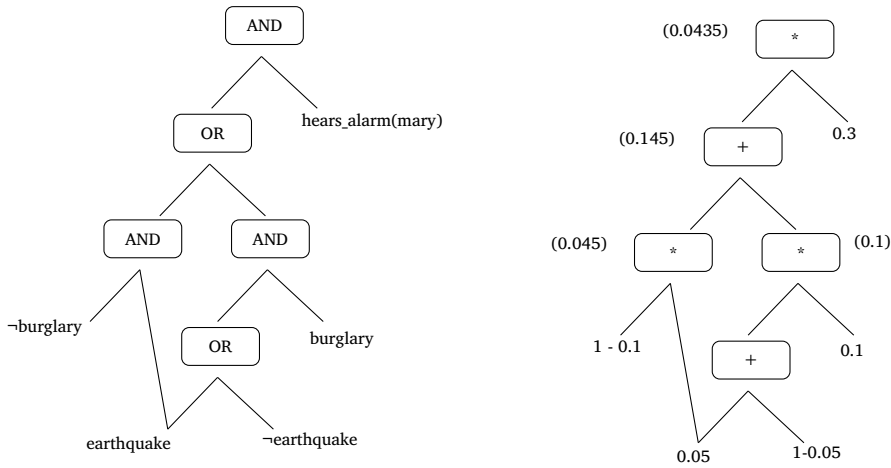 AND
OR
hears_alarm(mary)
AND
AND
¬burglary
OR
burglary
earthquake
¬earthquake
(0.0435)
*
(0.145)
+
0.3
(0.045)
*
*
(0.1)
1 - 0.1
+
0.1
0.05
1-0.05